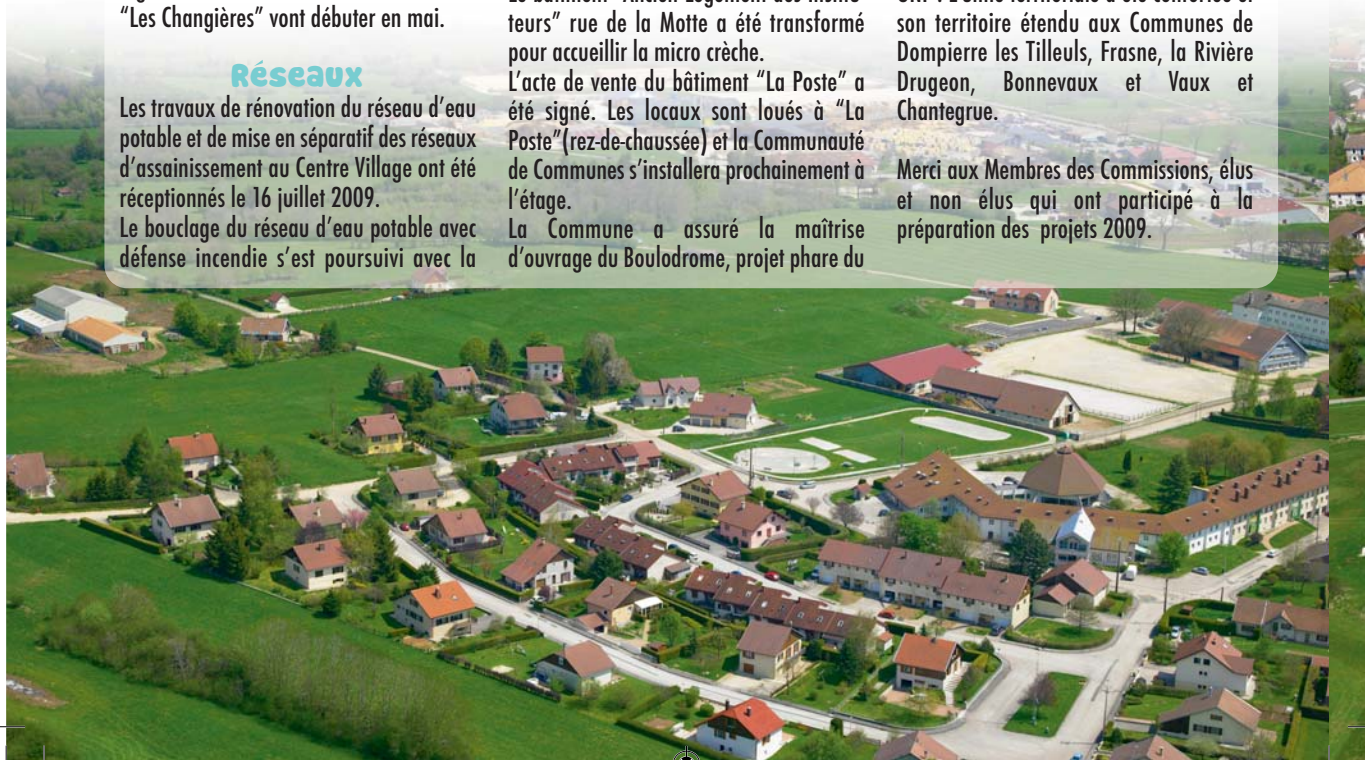 "Les Changières" vont débuter en mai.
Réseaux
Les travaux de rénovation du réseau d'eau
potable et de mise en séparatif des réseaux
d'assainissement au Centre Village ont été
réceptionnés le 16 juillet 2009.
Le bouclage du réseau d'eau potable avec
défense incendie s'est poursuivi avec la
teurs" rue de la Motte a été transformé
pour accueillir la micro crèche.
L'acte de vente du bâtiment "La Poste" a
été signé. Les locaux sont loués à "La
Poste"(rez-de-chaussée) et la Communauté
de Communes s'installera prochainement à
l'étage.
La Commune a assuré la maîtrise
d'ouvrage du Boulodrome, projet phare du
son territoire étendu aux Communes de
Dompierre les Tilleuls, Frasne, la Rivière
Drugeon, Bonnevaux et Vaux et
Chantegrue.
Merci aux Membres des Commissions, élus
et non élus qui ont participé à la
préparation des projets 2009.